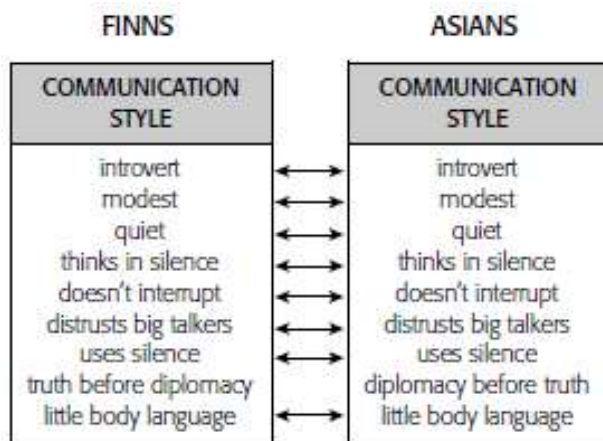 FINNS
COMMUNICATION
STYLE
introvert
modest
quiet
thinks in silence
doesn't interrupt
distrusts big talkers
uses silence
truth before diplomacy
little body language
ASIANS
COMMUNICATION
STYLE
introvert
modest
quiet
thinks in silence
doesn't interrupt
distrusts big talkers
uses silence
diplomacy before truth
little body language